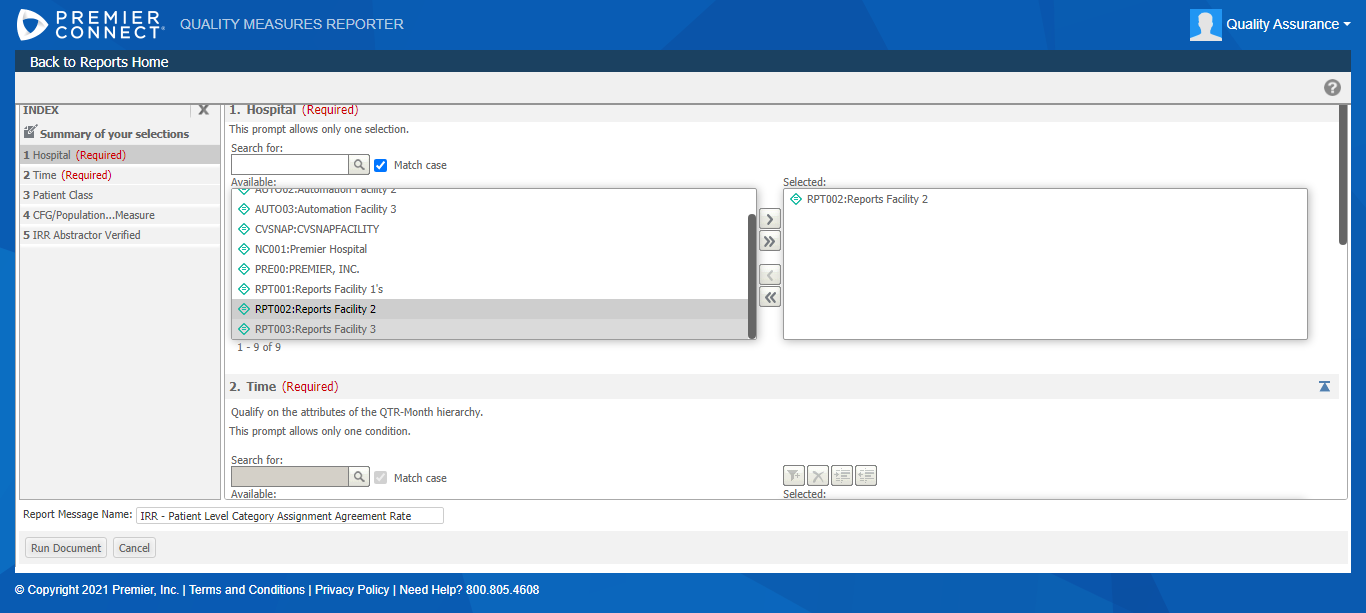 PREMIER CONNECT QUALITY MEASURES REPORTER
Quality Assurance
Back to Reports Home
INDEX
Summary of your selections
1 Hospital (Required)
2 Time (Required)
3 Patient Class
4 CFG/Population...Measure
5 IRR Abstractor Verified
1. Hospital (Required)
This prompt allows only one selection.
Search for:
Match case
Available:
AUTO02:Automation Facility 2
AUTO03:Automation Facility 3
CVSNAP:CVSNAPFACILITY
NC001:Premier Hospital
PRE00:PREMIER, INC.
RPT001:Reports Facility 1's
RPT002:Reports Facility 2
RPT003:Reports Facility 3
1 - 9 of 9
Selected:
RPT002:Reports Facility 2
2. Time (Required)
Qualify on the attributes of the QTR-Month hierarchy.
This prompt allows only one condition.
Search for:
Match case
Available:
Selected:
Report Message Name: IRR - Patient Level Category Assignment Agreement Rate
Run Document Cancel
© Copyright 2021 Premier, Inc. | Terms and Conditions | Privacy Policy | Need Help? 800.805.4608